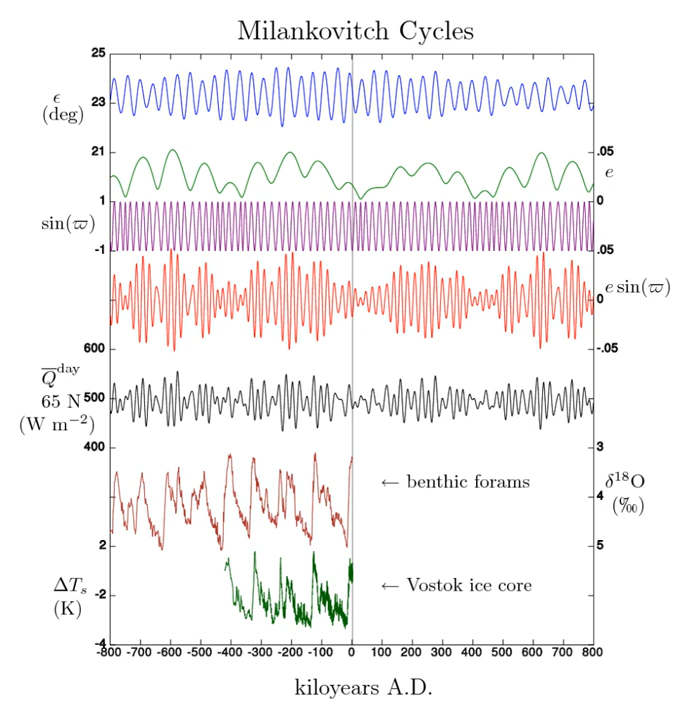 Milankovitch Cycles
25
ϵ 23
(deg)
21 .05
e
1 0
sin(ϖ)
-1 .05
0 e sin(ϖ)
600 -.05
Q̅ᵈᵃʸ
65 N 500
(W m⁻²)
400 3
← benthic forams δ¹⁸O
4 (‰)
2 5
ΔTₛ -2 ← Vostok ice core
(K)
-4
-800 -700 -600 -500 -400 -300 -200 -100 0 100 200 300 400 500 600 700 800
kiloyears A.D.